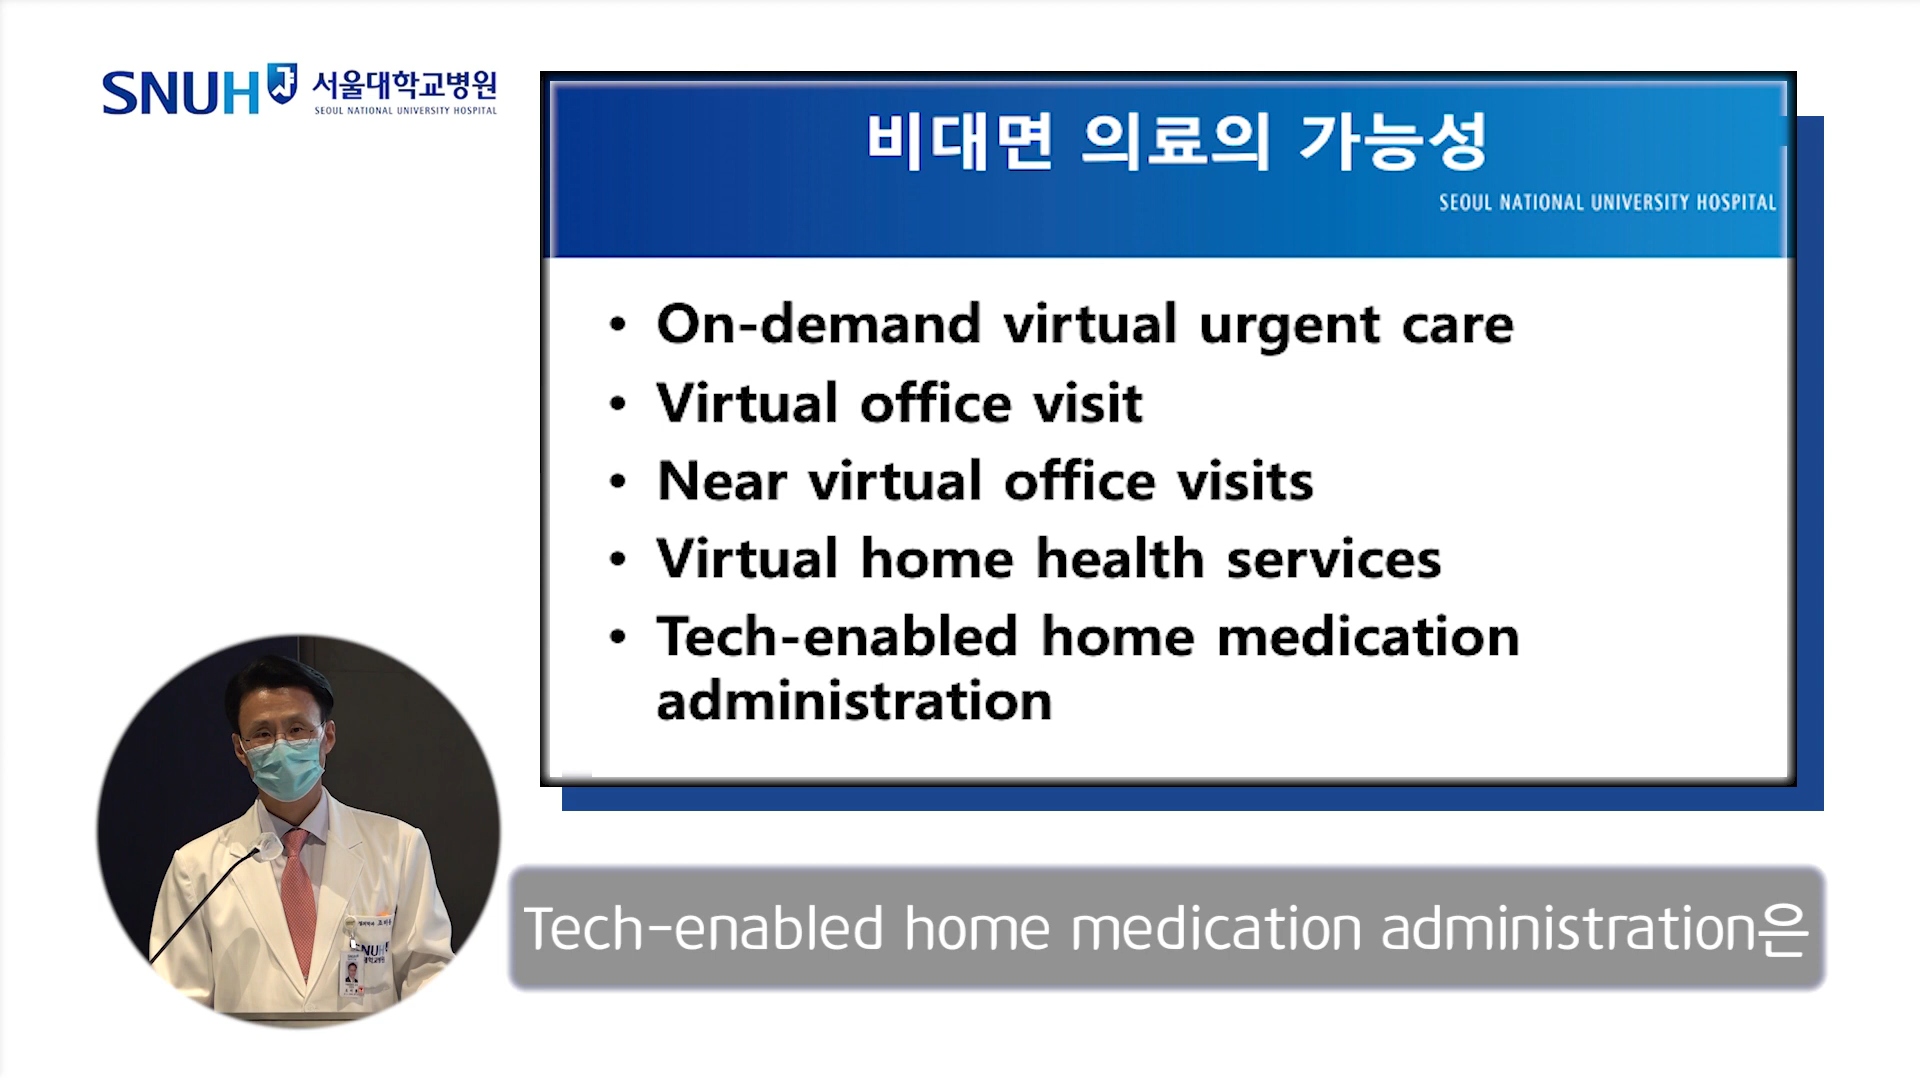 SNUH 서울대학교병원
SEOUL NATIONAL UNIVERSITY HOSPITAL
비대면 의료의 가능성
SEOUL NATIONAL UNIVERSITY HOSPITAL
• On-demand virtual urgent care
• Virtual office visit
• Near virtual office visits
• Virtual home health services
• Tech-enabled home medication
administration
SNUH
Tech-enabled home medication administration은